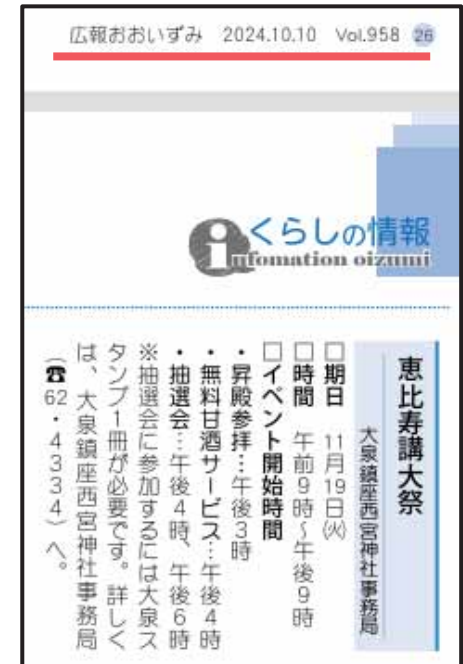 広報おおいずみ 2024.10.10 Vol.958 26
くらしの情報
infomation oizumi
恵比寿講大祭
大泉鎮座西宮神社事務局
□期日 11月19日㈫
□時間 午前9時～午後9時
□イベント開始時間
・昇殿参拝…午後3時
・無料甘酒サービス…午後4時
・抽選会…午後4時、午後6時
※抽選会に参加するには大泉ス
タンプ1冊が必要です。詳しく
は、大泉鎮座西宮神社事務局
（☎62・4334）へ。